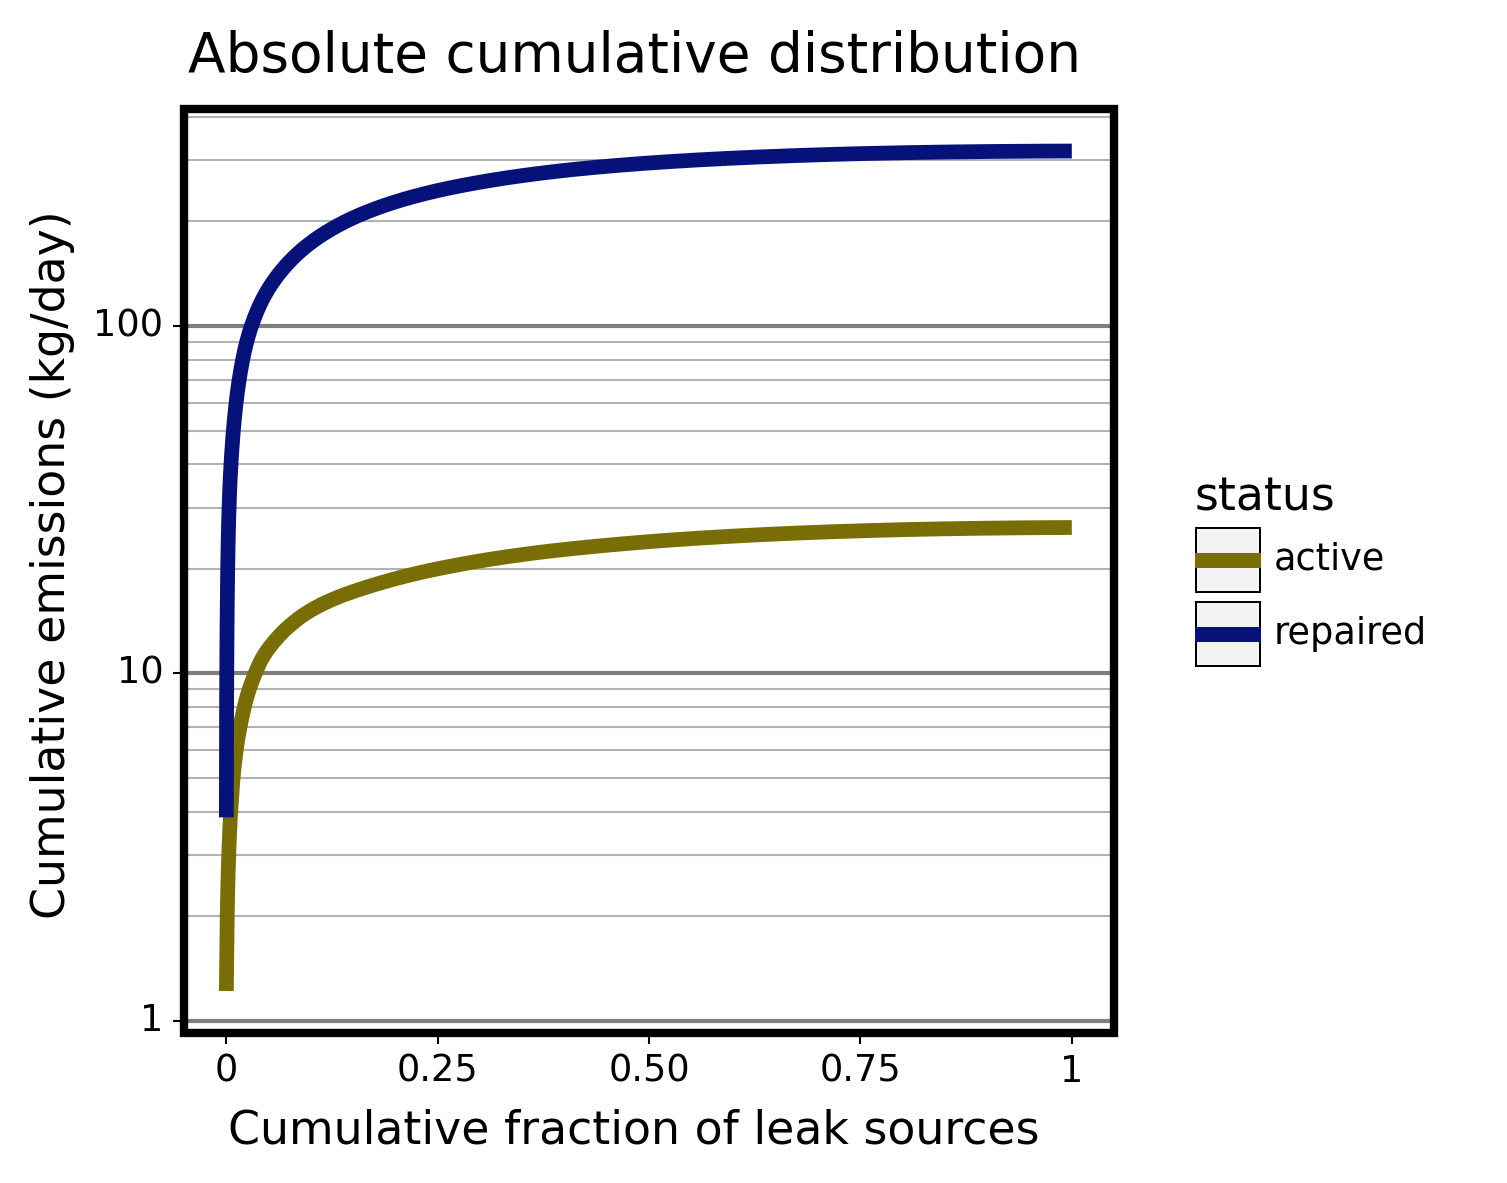 Absolute cumulative distribution
Cumulative emissions (kg/day)
100
10
1
0
0.25
0.50
0.75
1
Cumulative fraction of leak sources
status
active
repaired